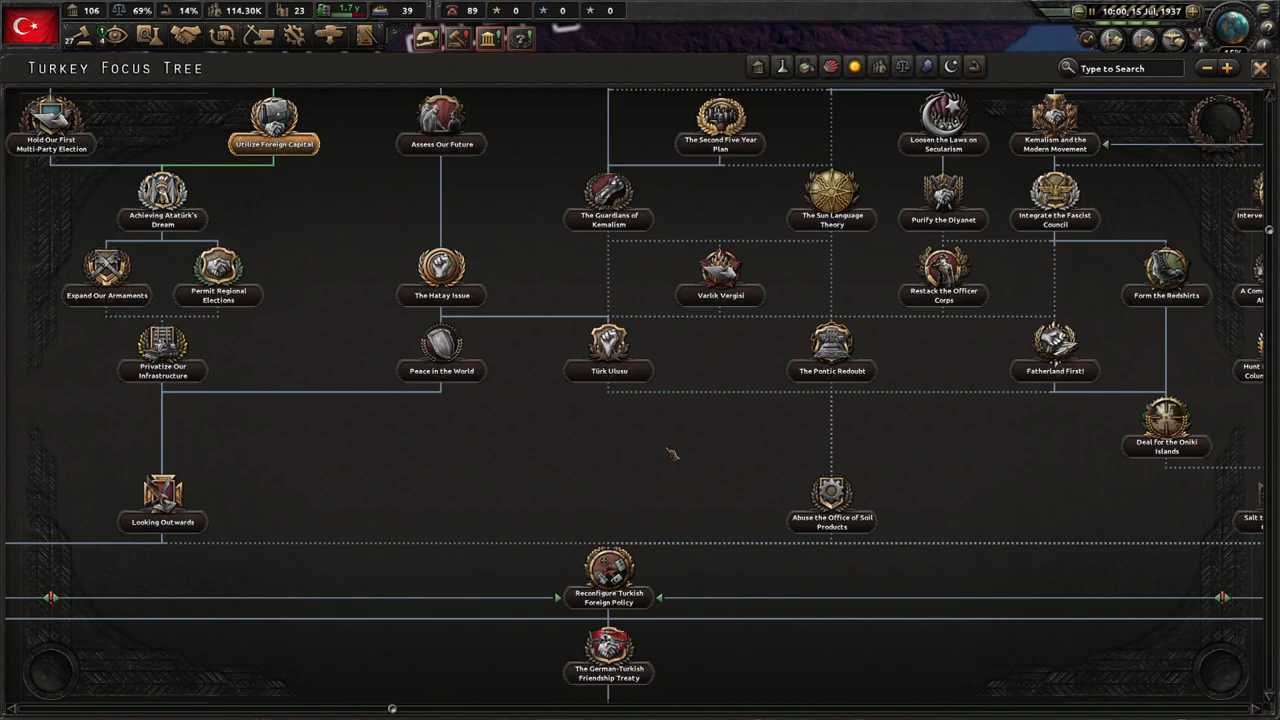 106 69% 14% 114.30K 23 1.7 y 39 89 0 0 0 10:00, 15 Jul, 1937
27 4 15%
TURKEY FOCUS TREE
Type to Search
Hold Our First
Multi-Party Election
Utilize Foreign Capital
Assess Our Future
The Second Five Year
Plan
Loosen the Laws on
Secularism
Kemalism and the
Modern Movement
Achieving Atatürk's
Dream
The Guardians of
Kemalism
The Sun Language
Theory
Purify the Diyanet
Integrate the Fascist
Council
Interve
Expand Our Armaments
Permit Regional
Elections
The Hatay Issue
Varlık Vergisi
Restack the Officer
Corps
Form the Redshirts
A Com
Privatize Our
Infrastructure
Peace in the World
Türk Ulusu
The Pontic Redoubt
Fatherland First!
Hunt
Colu
Deal for the Oniki
Islands
Looking Outwards
Abuse the Office of Soil
Products
Salt t
Reconfigure Turkish
Foreign Policy
The German-Turkish
Friendship Treaty